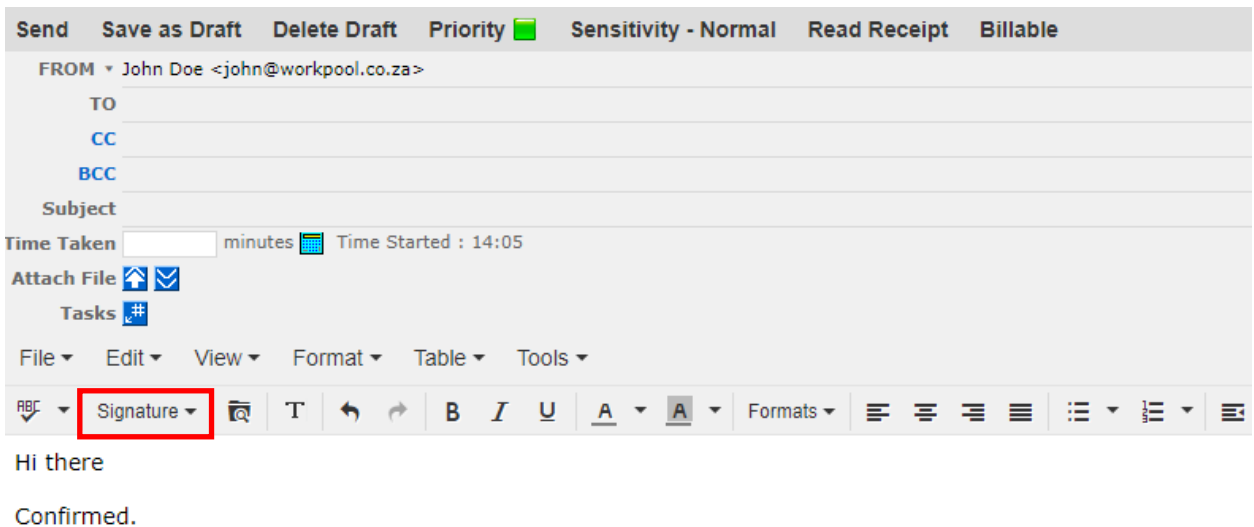 Send Save as Draft Delete Draft Priority Sensitivity - Normal Read Receipt Billable
FROM John Doe <john@workpool.co.za>
TO
CC
BCC
Subject
Time Taken minutes Time Started : 14:05
Attach File
Tasks #
File Edit View Format Table Tools
ABC Signature T B I U A A Formats
Hi there
Confirmed.